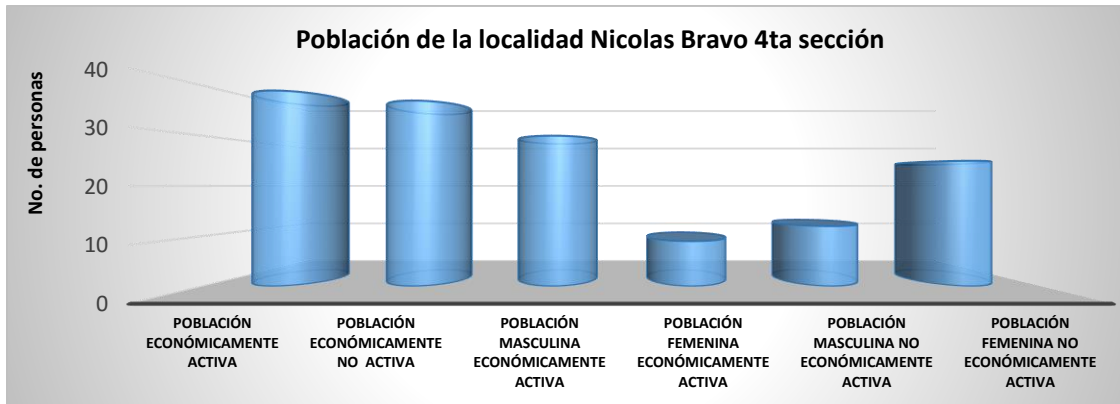 Población de la localidad Nicolas Bravo 4ta sección
No. de personas
40
30
20
10
0
POBLACIÓN
ECONÓMICAMENTE
ACTIVA
POBLACIÓN
ECONÓMICAMENTE
NO ACTIVA
POBLACIÓN
MASCULINA
ECONÓMICAMENTE
ACTIVA
POBLACIÓN
FEMENINA
ECONÓMICAMENTE
ACTIVA
POBLACIÓN
MASCULINA NO
ECONÓMICAMENTE
ACTIVA
POBLACIÓN
FEMENINA NO
ECONÓMICAMENTE
ACTIVA